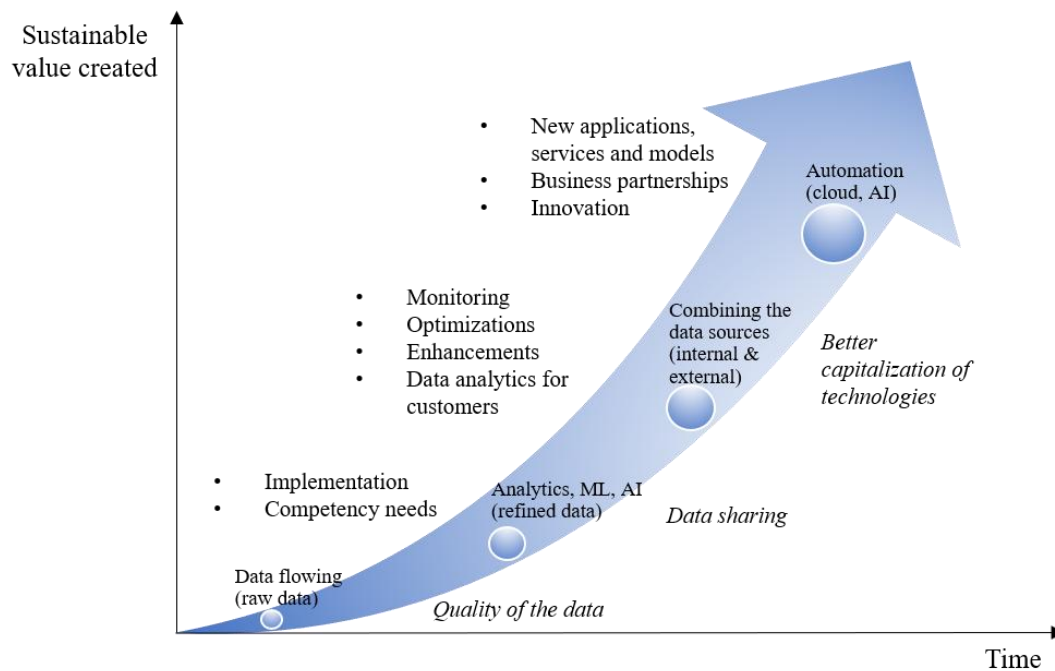 Sustainable
value created
• New applications,
services and models
• Business partnerships
• Innovation
Automation
(cloud, AI)
• Monitoring
• Optimizations
• Enhancements
• Data analytics for
customers
Combining the
data sources
(internal &
external)
Better
capitalization of
technologies
• Implementation
• Competency needs
Analytics, ML, AI
(refined data)
Data sharing
Data flowing
(raw data)
Quality of the data
Time